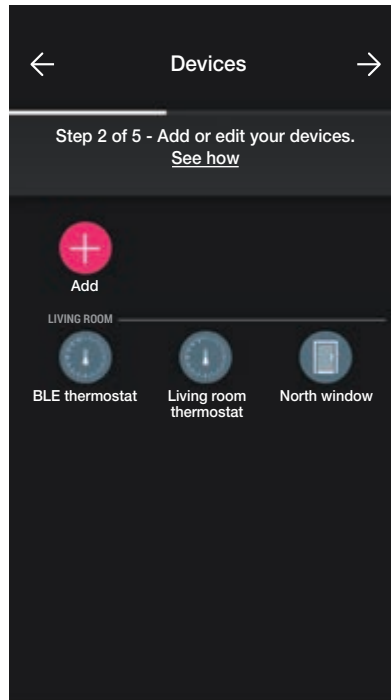 Devices
Step 2 of 5 - Add or edit your devices.
See how
Add
LIVING ROOM
BLE thermostat
Living room
thermostat
North window